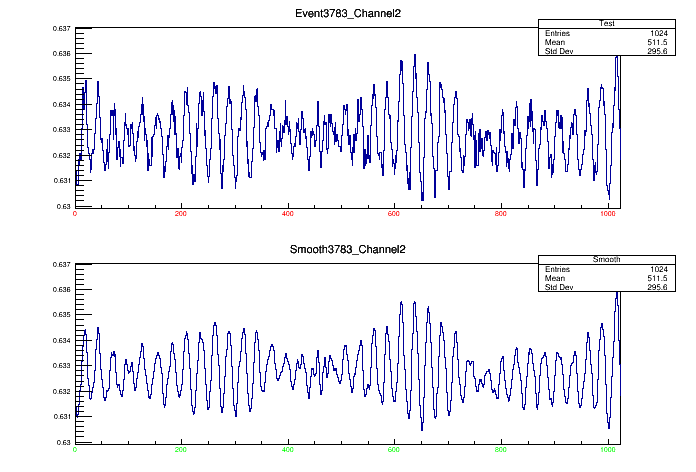 Event3783_Channel2
Test
Entries 1024
Mean 511.5
Std Dev 295.6
0.637
0.636
0.635
0.634
0.633
0.632
0.631
0.63
0 200 400 600 800 1000
Smooth3783_Channel2
Smooth
Entries 1024
Mean 511.5
Std Dev 295.6
0.637
0.636
0.635
0.634
0.633
0.632
0.631
0.63
0 200 400 600 800 1000